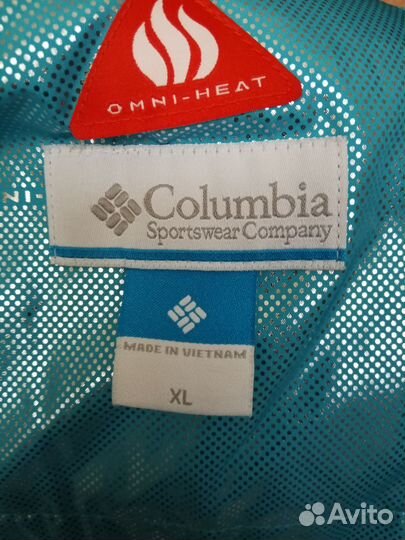 OMNI-HEAT
Columbia
Sportswear Company
MADE IN VIETNAM
XL
Avito